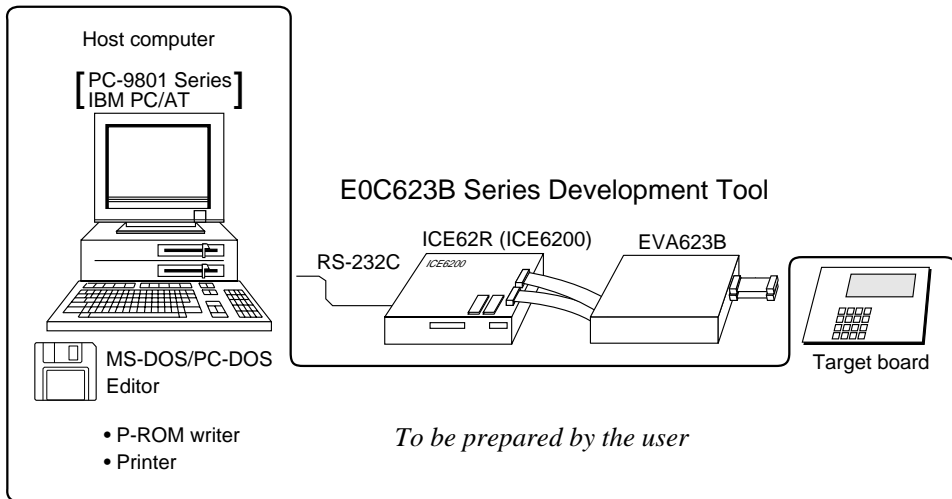 Host computer
[PC-9801 Series
IBM PC/AT]
E0C623B Series Development Tool
RS-232C
ICE62R (ICE6200)
ICE6200
EVA623B
Target board
MS-DOS/PC-DOS
Editor
• P-ROM writer
• Printer
To be prepared by the user